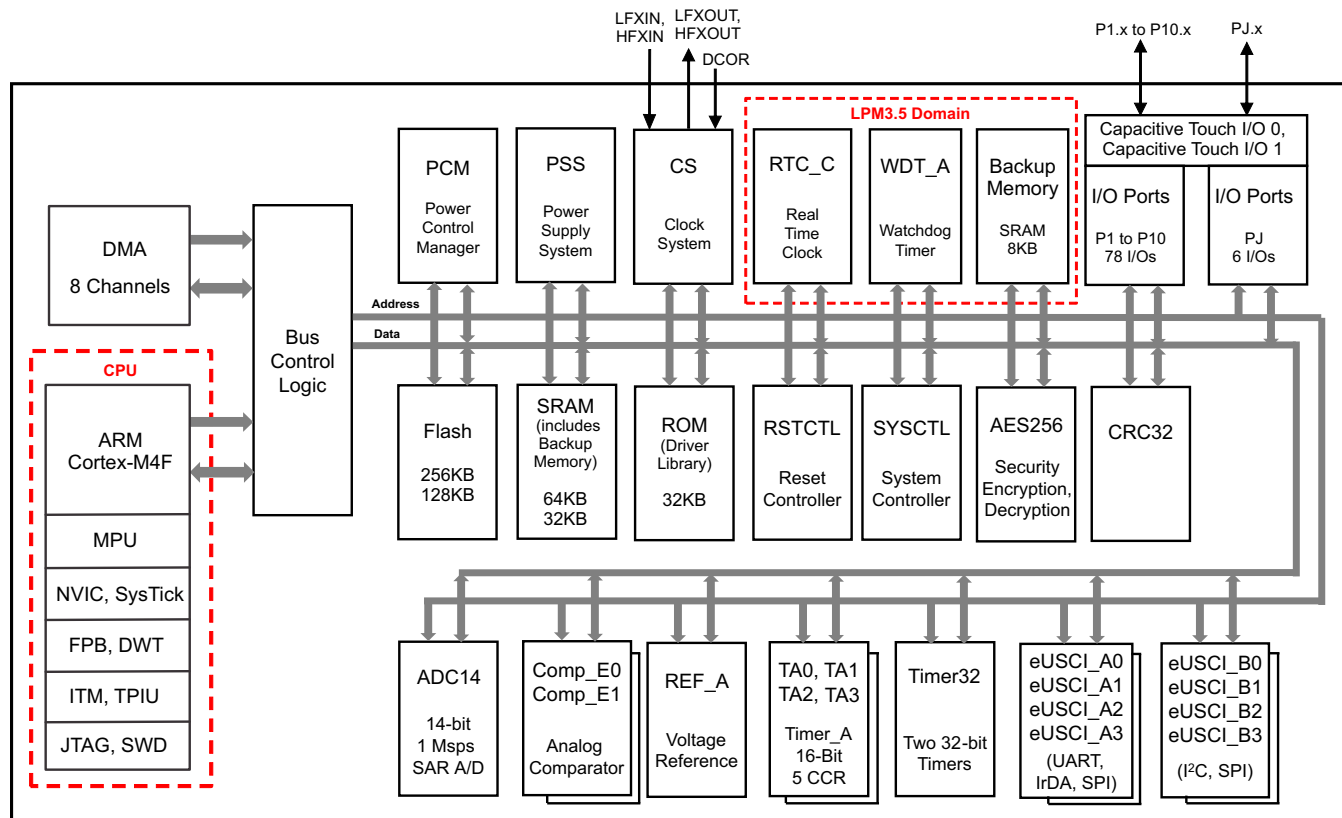 LFXIN,
HFXIN
LFXOUT,
HFXOUT
DCOR
P1.x to P10.x
PJ.x
LPM3.5 Domain
PCM
Power
Control
Manager
PSS
Power
Supply
System
CS
Clock
System
RTC_C
Real
Time
Clock
WDT_A
Watchdog
Timer
Backup
Memory
SRAM
8KB
Capacitive Touch I/O 0,
Capacitive Touch I/O 1
I/O Ports
P1 to P10
78 I/Os
I/O Ports
PJ
6 I/Os
DMA
8 Channels
Bus
Control
Logic
Address
Data
CPU
ARM
Cortex-M4F
MPU
NVIC, SysTick
FPB, DWT
ITM, TPIU
JTAG, SWD
Flash
256KB
128KB
SRAM
(includes
Backup
Memory)
64KB
32KB
ROM
(Driver
Library)
32KB
RSTCTL
Reset
Controller
SYSCTL
System
Controller
AES256
Security
Encryption,
Decryption
CRC32
ADC14
14-bit
1 Msps
SAR A/D
Comp_E0
Comp_E1
Analog
Comparator
REF_A
Voltage
Reference
TA0, TA1
TA2, TA3
Timer_A
16-Bit
5 CCR
Timer32
Two 32-bit
Timers
eUSCI_A0
eUSCI_A1
eUSCI_A2
eUSCI_A3
(UART,
IrDA, SPI)
eUSCI_B0
eUSCI_B1
eUSCI_B2
eUSCI_B3
(I²C, SPI)